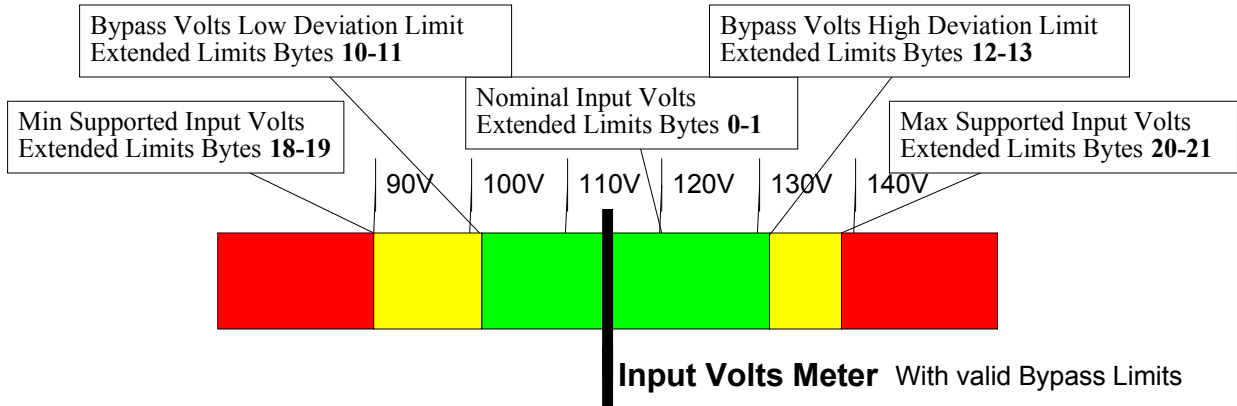 Bypass Volts Low Deviation Limit
Extended Limits Bytes 10-11
Bypass Volts High Deviation Limit
Extended Limits Bytes 12-13
Nominal Input Volts
Extended Limits Bytes 0-1
Min Supported Input Volts
Extended Limits Bytes 18-19
Max Supported Input Volts
Extended Limits Bytes 20-21
90V 100V 110V 120V 130V 140V
Input Volts Meter With valid Bypass Limits